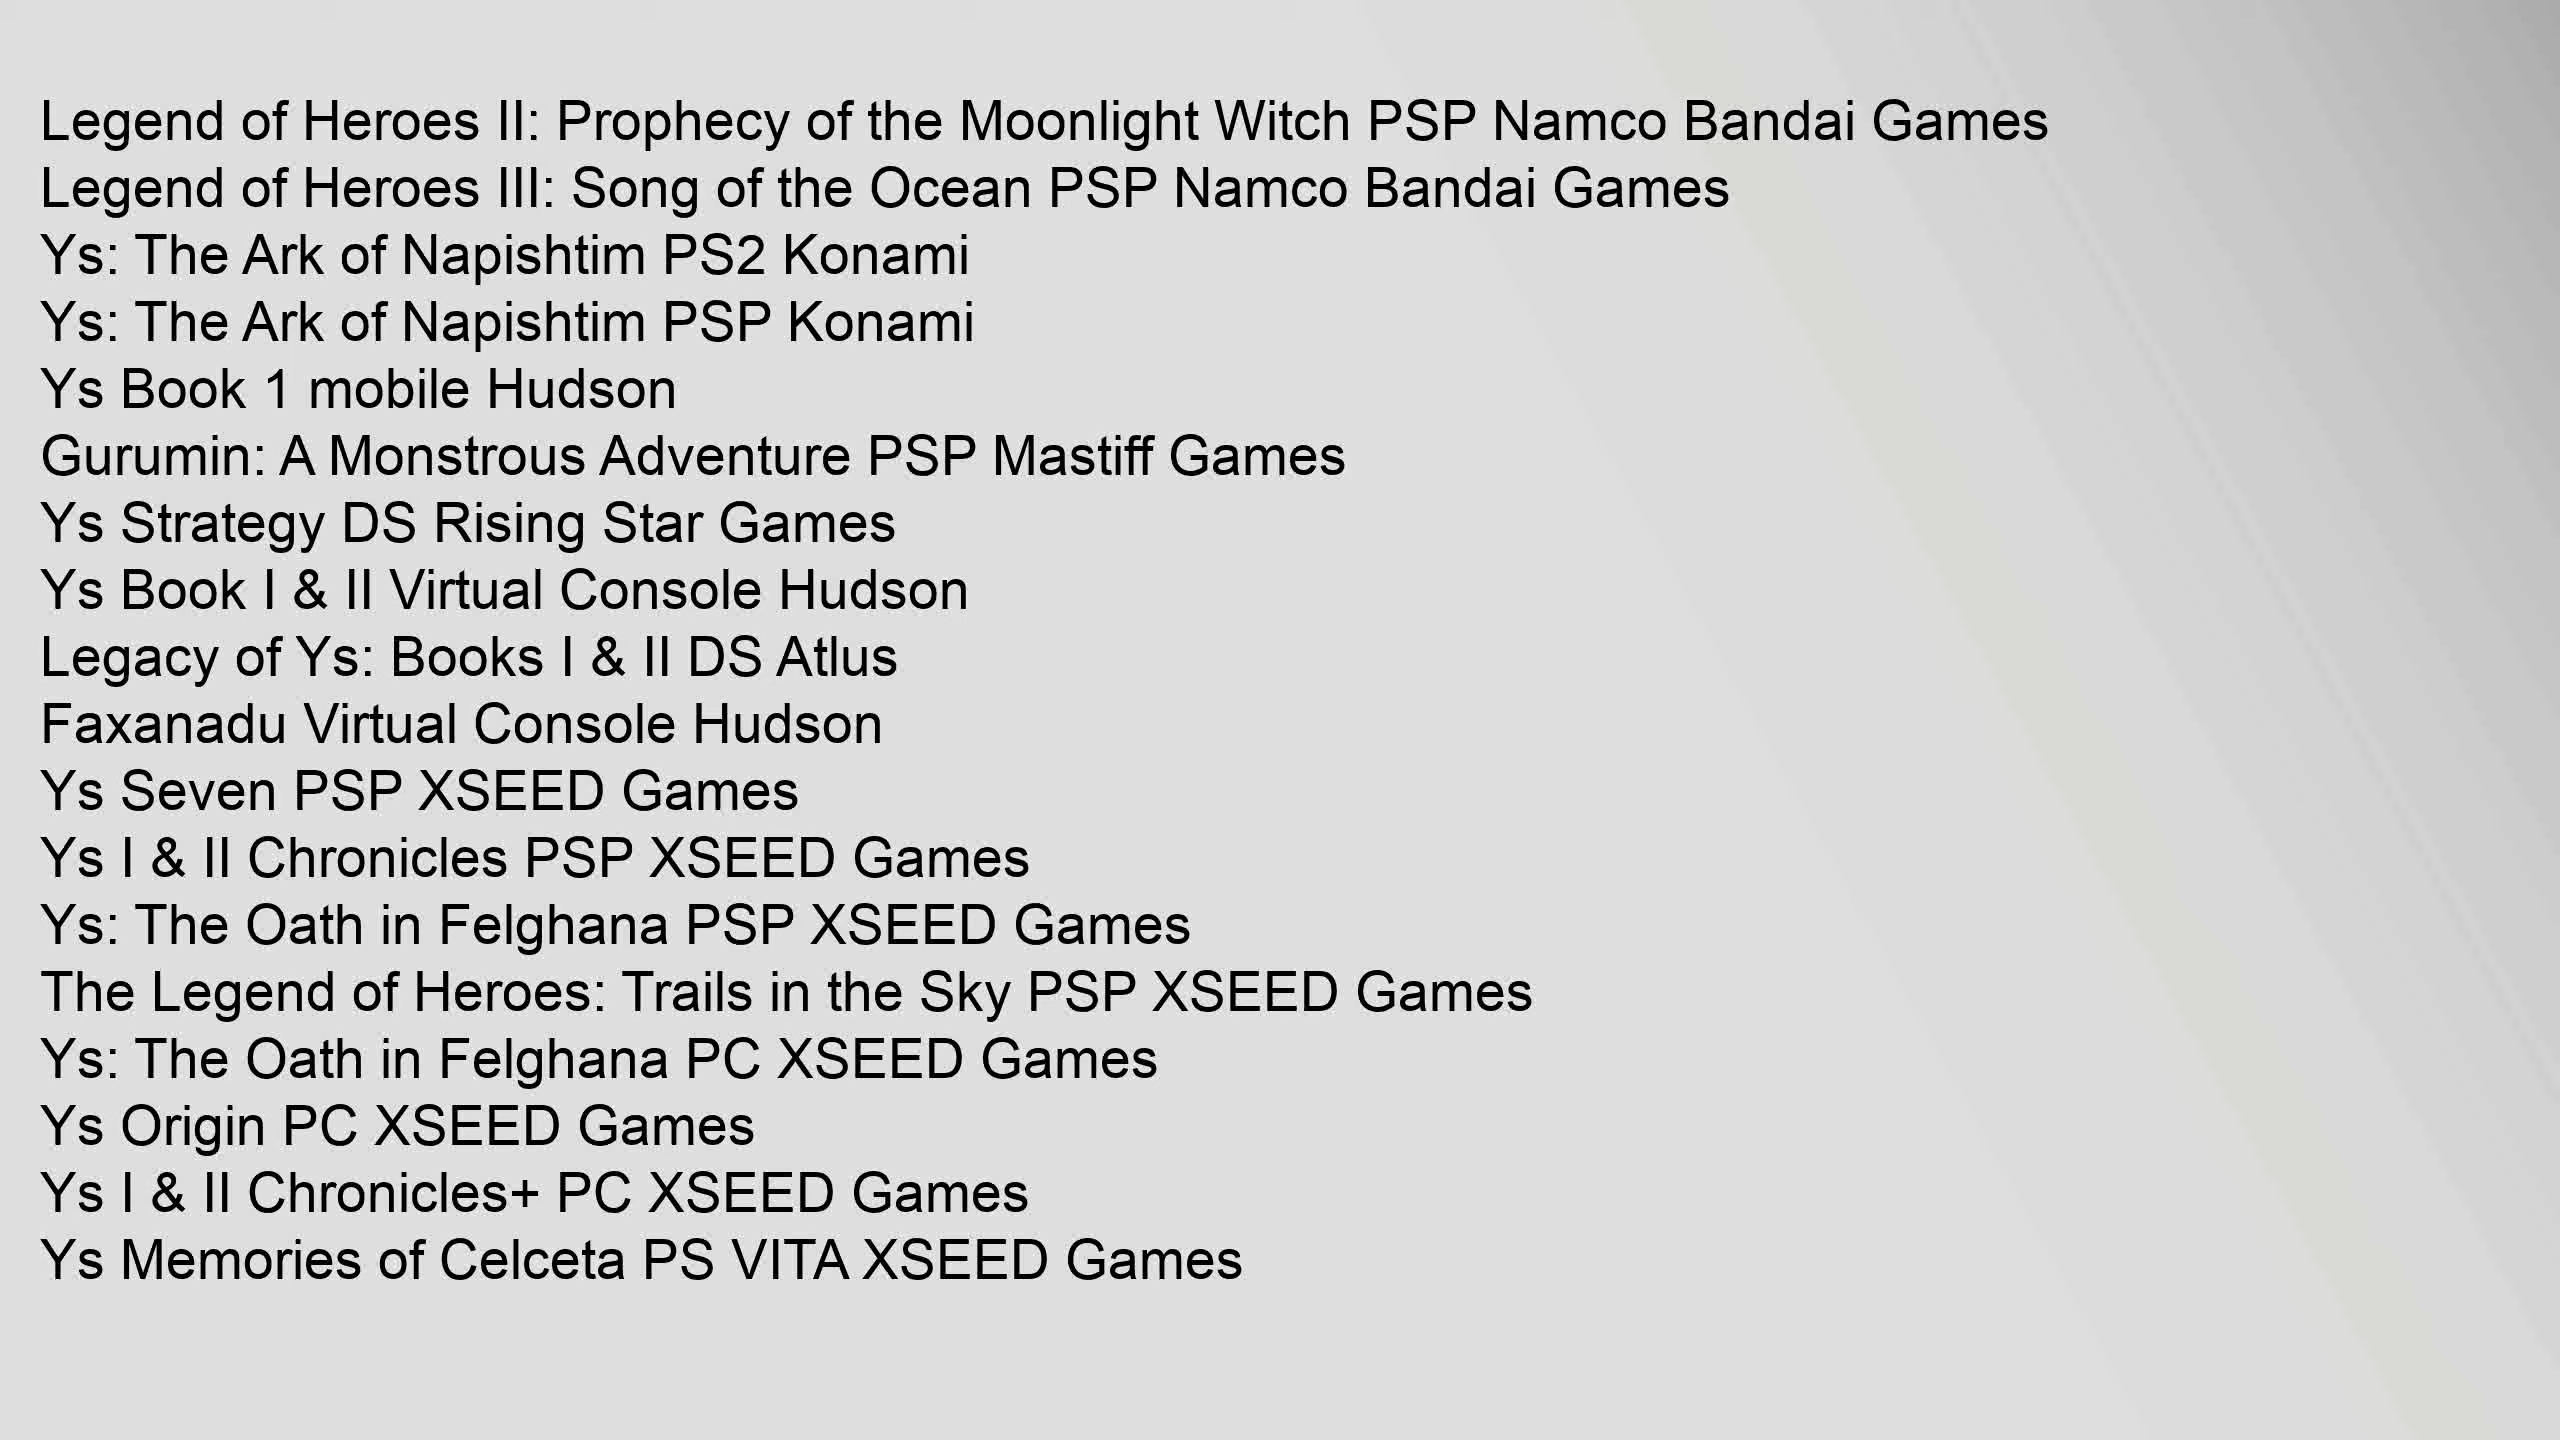 Legend of Heroes II: Prophecy of the Moonlight Witch PSP Namco Bandai Games
Legend of Heroes III: Song of the Ocean PSP Namco Bandai Games
Ys: The Ark of Napishtim PS2 Konami
Ys: The Ark of Napishtim PSP Konami
Ys Book 1 mobile Hudson
Gurumin: A Monstrous Adventure PSP Mastiff Games
Ys Strategy DS Rising Star Games
Ys Book I & II Virtual Console Hudson
Legacy of Ys: Books I & II DS Atlus
Faxanadu Virtual Console Hudson
Ys Seven PSP XSEED Games
Ys I & II Chronicles PSP XSEED Games
Ys: The Oath in Felghana PSP XSEED Games
The Legend of Heroes: Trails in the Sky PSP XSEED Games
Ys: The Oath in Felghana PC XSEED Games
Ys Origin PC XSEED Games
Ys I & II Chronicles+ PC XSEED Games
Ys Memories of Celceta PS VITA XSEED Games